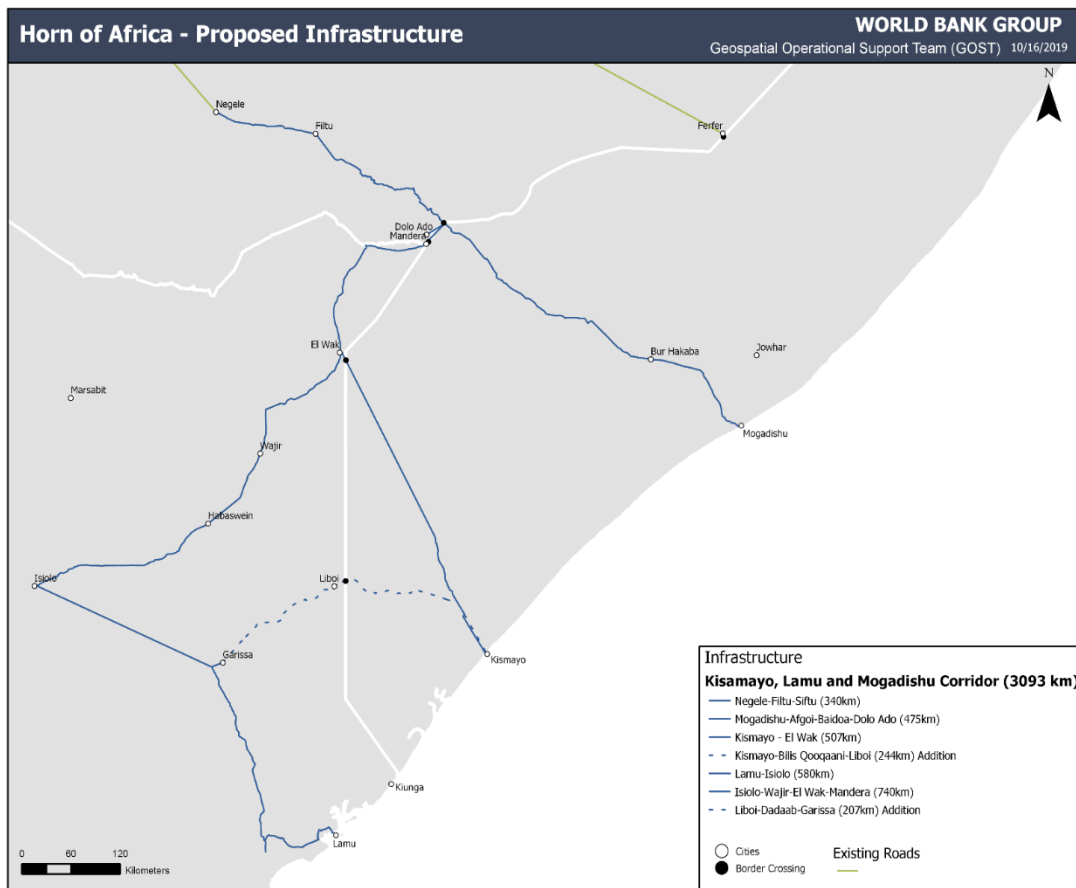 Horn of Africa - Proposed Infrastructure
WORLD BANK GROUP
Geospatial Operational Support Team (GOST) 10/16/2019
N
Negele
Filtu
Ferfer
Dolo Ado
Mandera
El Wak
Bur Hakaba
Jowhar
Marsabit
Mogadishu
Wajir
Habaswein
Isiolo
Liboi
Garissa
Kismayo
Kiunga
Lamu
0 60 120
Kilometers
Infrastructure
Kisamayo, Lamu and Mogadishu Corridor (3093 km)
Negele-Filtu-Siftu (340km)
Mogadishu-Afgoi-Baidoa-Dolo Ado (475km)
Kismayo - El Wak (507km)
Kismayo-Bilis Qooqaani-Liboi (244km) Addition
Lamu-Isiolo (580km)
Isiolo-Wajir-El Wak-Mandera (740km)
Liboi-Dadaab-Garissa (207km) Addition
Cities
Border Crossing
Existing Roads